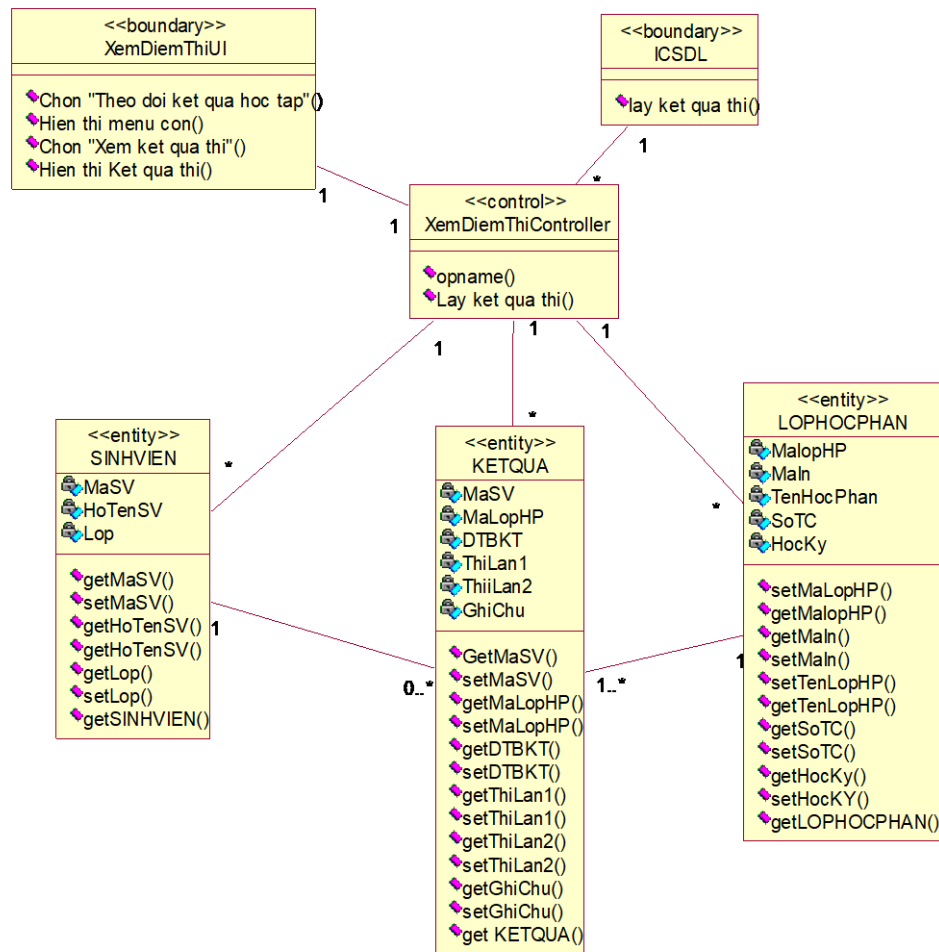 <<boundary>>
XemDiemThiUI
Chon "Theo doi ket qua hoc tap"()
Hien thi menu con()
Chon "Xem ket qua thi"()
Hien thi Ket qua thi()
<<boundary>>
ICSDL
lay ket qua thi()
1
1
1
*
<<control>>
XemDiemThiController
opname()
Lay ket qua thi()
1
1
1
*
*
*
<<entity>>
SINHVIEN
MaSV
HoTenSV
Lop
getMaSV()
setMaSV()
getHoTenSV()
getHoTenSV()
getLop()
setLop()
getSINHVIEN()
1
0..*
<<entity>>
KETQUA
MaSV
MaLopHP
DTBKT
ThiLan1
ThiiLan2
GhiChu
GetMaSV()
setMaSV()
getMaLopHP()
setMaLopHP()
getDTBKT()
setDTBKT()
getThiLan1()
setThiLan1()
getThiLan2()
setThiLan2()
getGhiChu()
setGhiChu()
get KETQUA()
1..*
1
<<entity>>
LOPHOCPHAN
MalopHP
MaIn
TenHocPhan
SoTC
HocKy
setMaLopHP()
getMalopHP()
getMaIn()
setMaIn()
setTenLopHP()
getTenLopHP()
getSoTC()
setSoTC()
getHocKy()
setHocKY()
getLOPHOCPHAN()